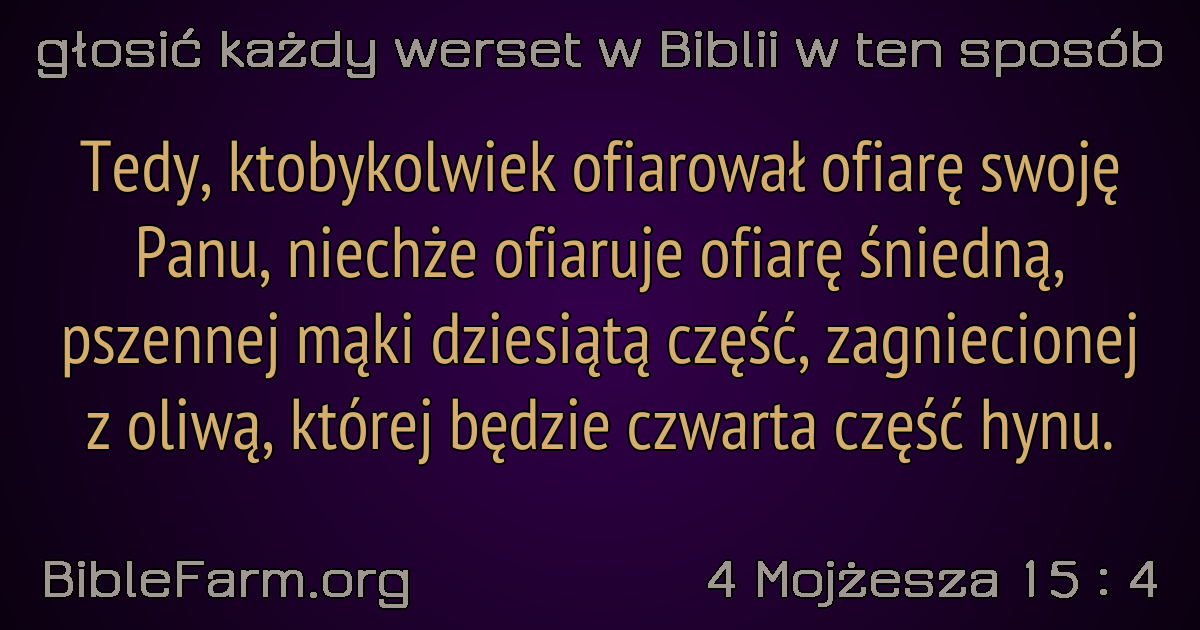 głosić każdy werset w Biblii w ten sposób
Tedy, ktobykolwiek ofiarował ofiarę swoję
Panu, niechże ofiaruje ofiarę śniedną,
pszennej mąki dziesiątą część, zagniecionej
z oliwą, której będzie czwarta część hynu.
BibleFarm.org
4 Mojżesza 15 : 4